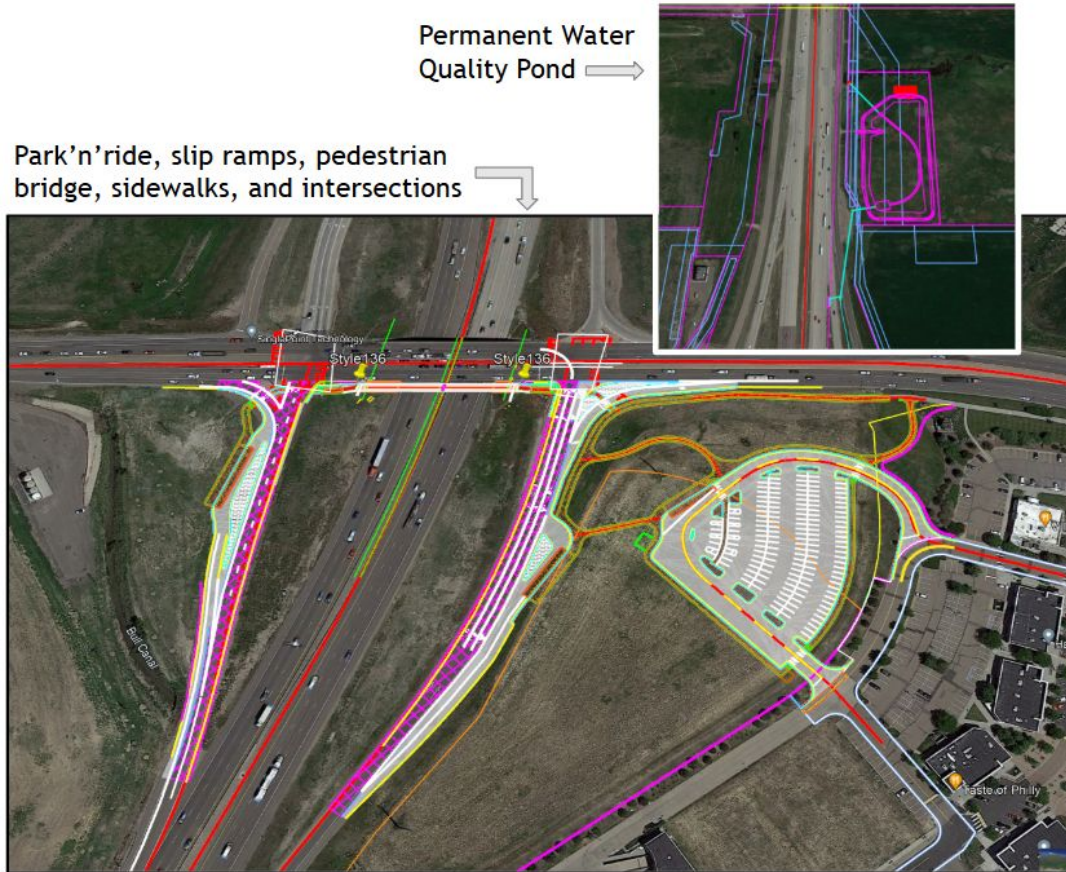 Permanent Water
Quality Pond
Park'n'ride, slip ramps, pedestrian
bridge, sidewalks, and intersections
Technology
Style136
Style136
Bull Canal
Taste of Philly